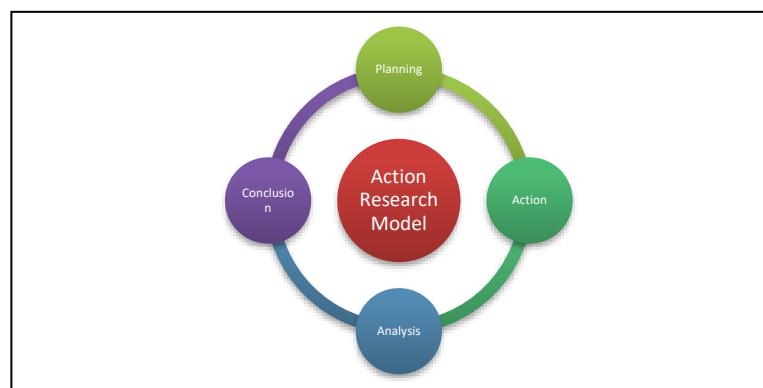 Planning
Conclusio
n
Action
Research
Model
Action
Analysis